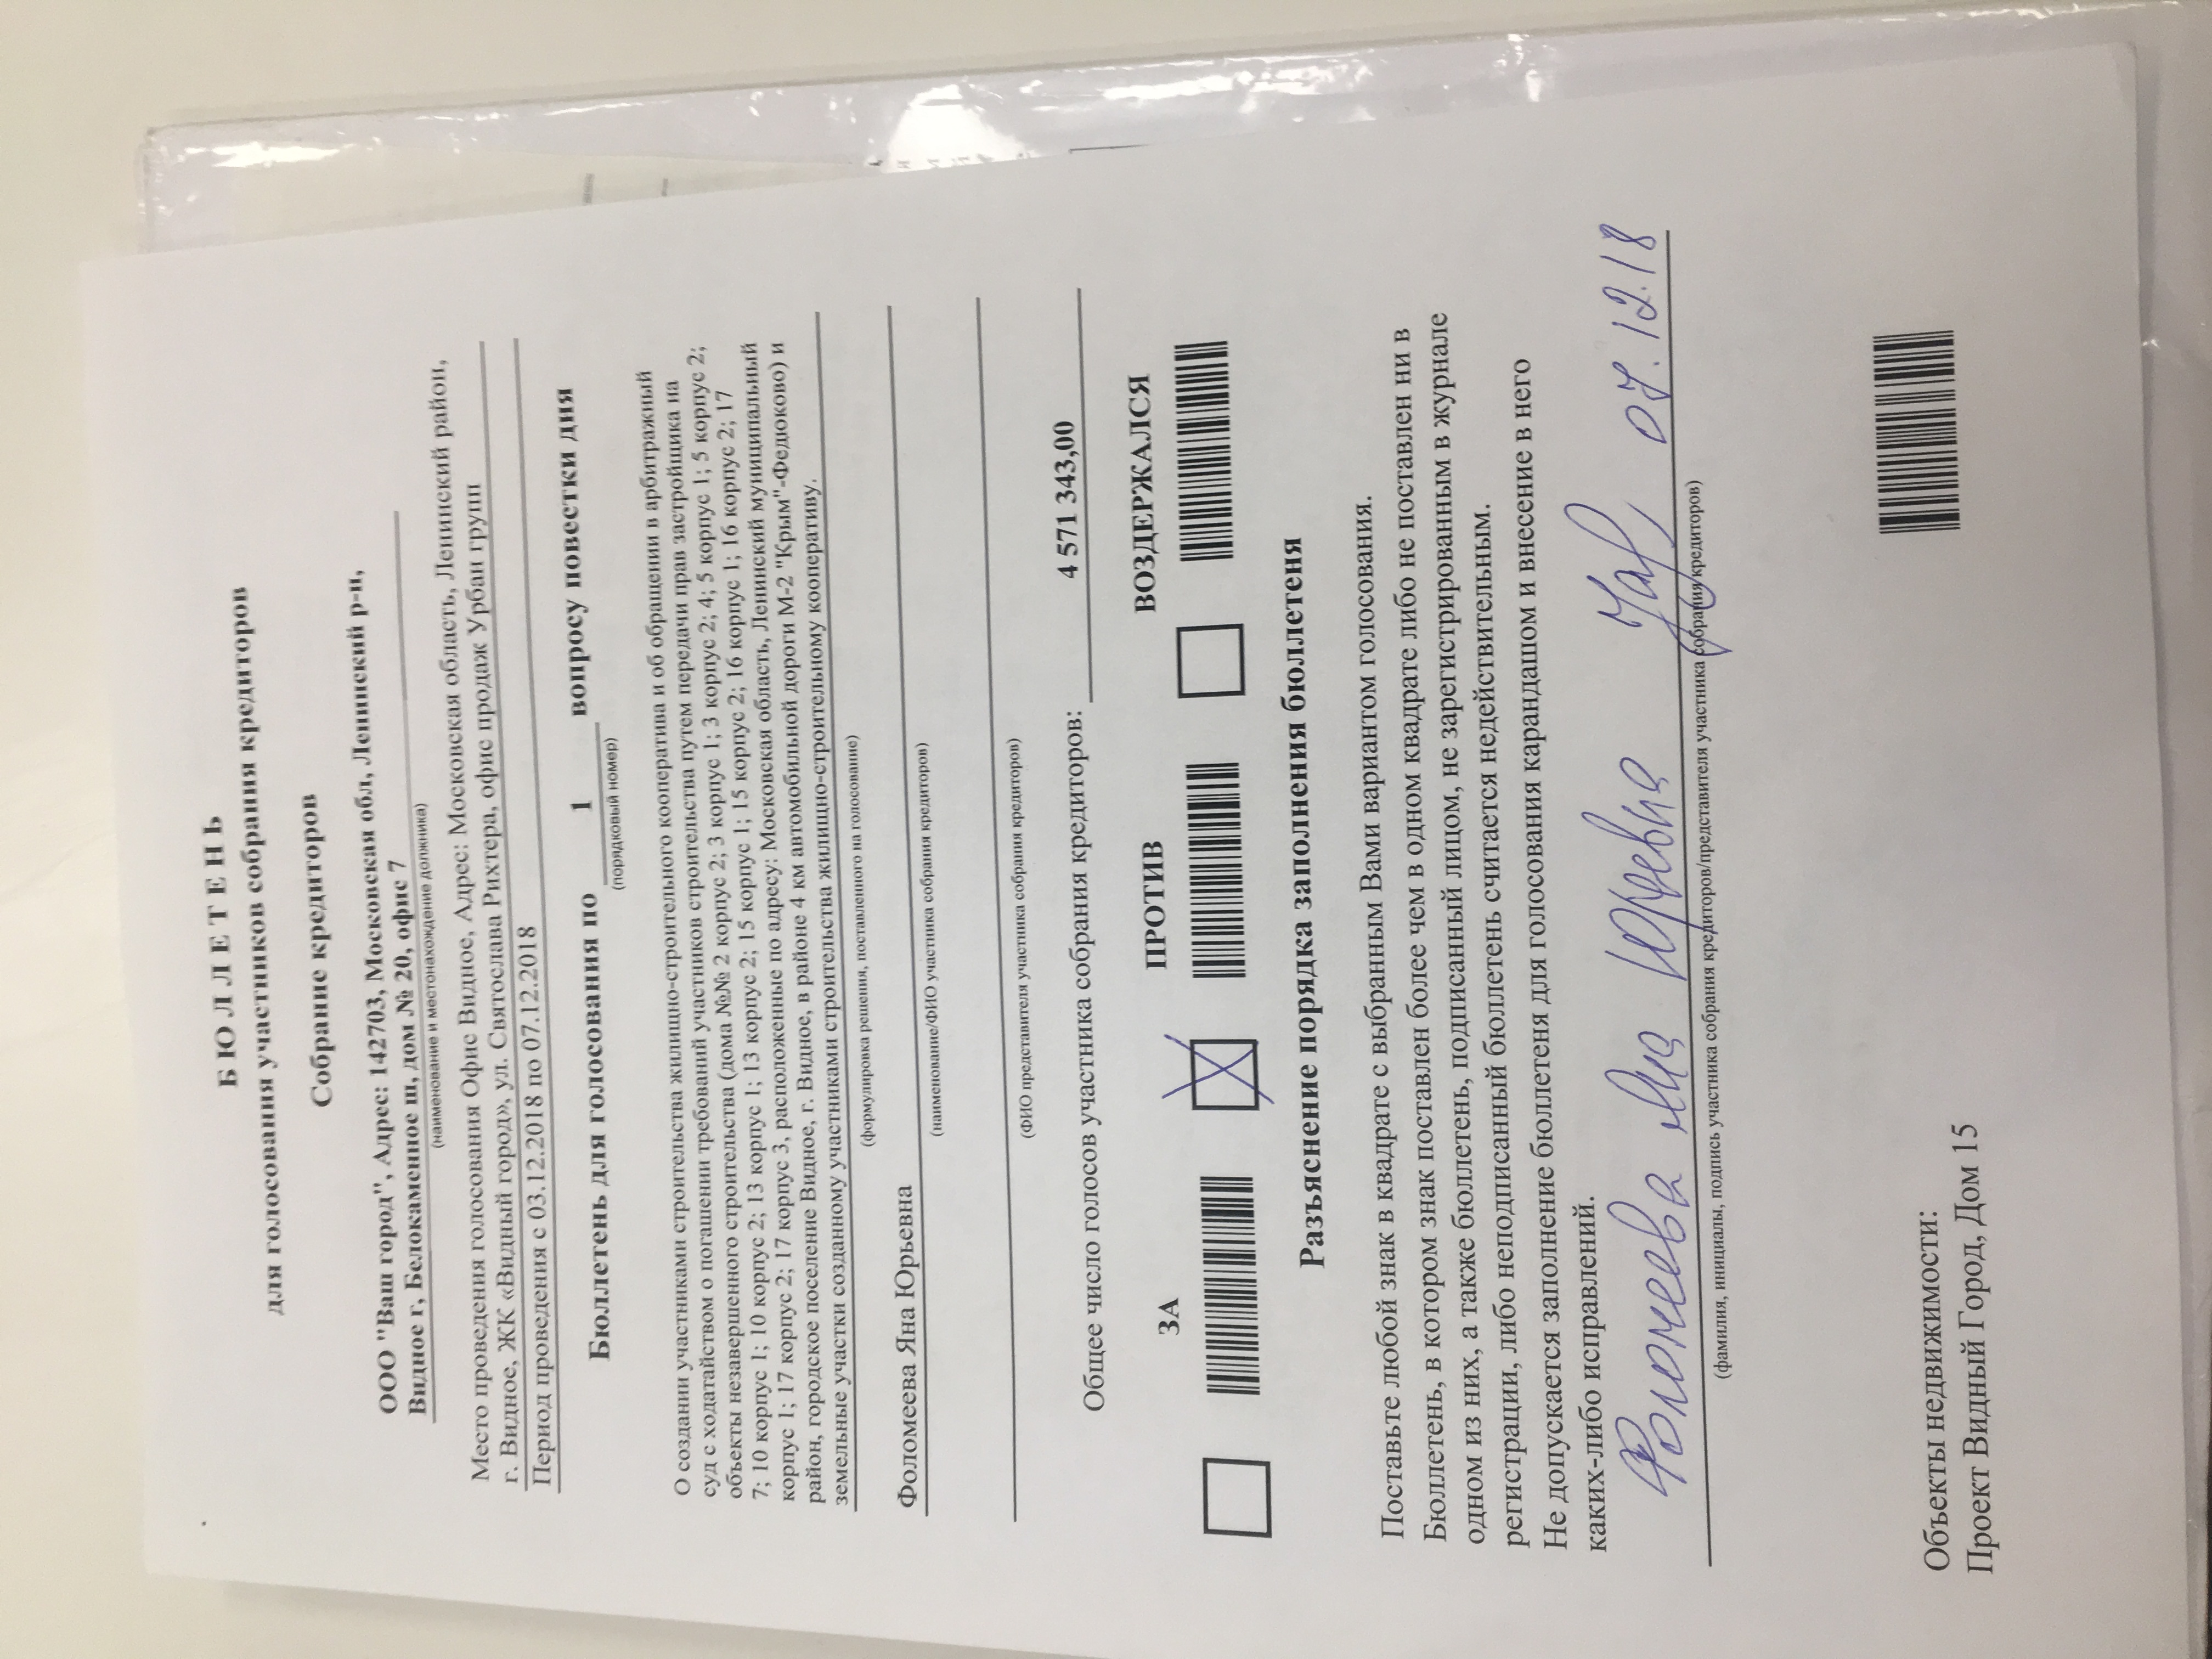 БЮЛЛЕТЕНЬ
для голосования участников собрания кредиторов
Собрание кредиторов
ООО "Ваш город", Адрес: 142703, Московская обл, Ленинский р-н,
Видное г, Белокаменное ш, дом № 20, офис 7
(наименование и местонахождение должника)
Место проведения голосования Офис Видное, Адрес: Московская область, Ленинский район,
г. Видное, ЖК «Видный город», ул. Святослава Рихтера, офис продаж Урбан групп
Период проведения с 03.12.2018 по 07.12.2018
Бюллетень для голосования по 1 вопросу повестки дня
(порядковый номер)
О создании участниками строительства жилищно-строительного кооператива и об обращении в арбитражный
суд с ходатайством о погашении требований участников строительства путем передачи прав застройщика на
объекты незавершенного строительства (дома №№ 2 корпус 2; 3 корпус 1; 3 корпус 2; 4; 5 корпус 1; 5 корпус 2;
7; 10 корпус 1; 10 корпус 2; 13 корпус 1; 13 корпус 2; 15 корпус 1; 15 корпус 2; 16 корпус 1; 16 корпус 2; 17
корпус 1; 17 корпус 2; 17 корпус 3, расположенные по адресу: Московская область, Ленинский муниципальный
район, городское поселение Видное, г. Видное, в районе 4 км автомобильной дороги М-2 "Крым"-Федюково) и
земельные участки созданному участниками строительства жилищно-строительному кооперативу.
(формулировка решения, поставленного на голосование)
Фоломеева Яна Юрьевна
(наименование/ФИО участника собрания кредиторов)
(ФИО представителя участника собрания кредиторов)
Общее число голосов участника собрания кредиторов: 4 571 343,00
ЗА ПРОТИВ ВОЗДЕРЖАЛСЯ
Разъяснение порядка заполнения бюллетеня
Поставьте любой знак в квадрате с выбранным Вами вариантом голосования.
Бюллетень, в котором знак поставлен более чем в одном квадрате либо не поставлен ни в
одном из них, а также бюллетень, подписанный лицом, не зарегистрированным в журнале
регистрации, либо неподписанный бюллетень считается недействительным.
Не допускается заполнение бюллетеня для голосования карандашом и внесение в него
каких-либо исправлений.
Фоломеева Яна Юрьевна 07.12.18
(фамилия, инициалы, подпись участника собрания кредиторов/представителя участника собрания кредиторов)
Объекты недвижимости:
Проект Видный Город, Дом 15